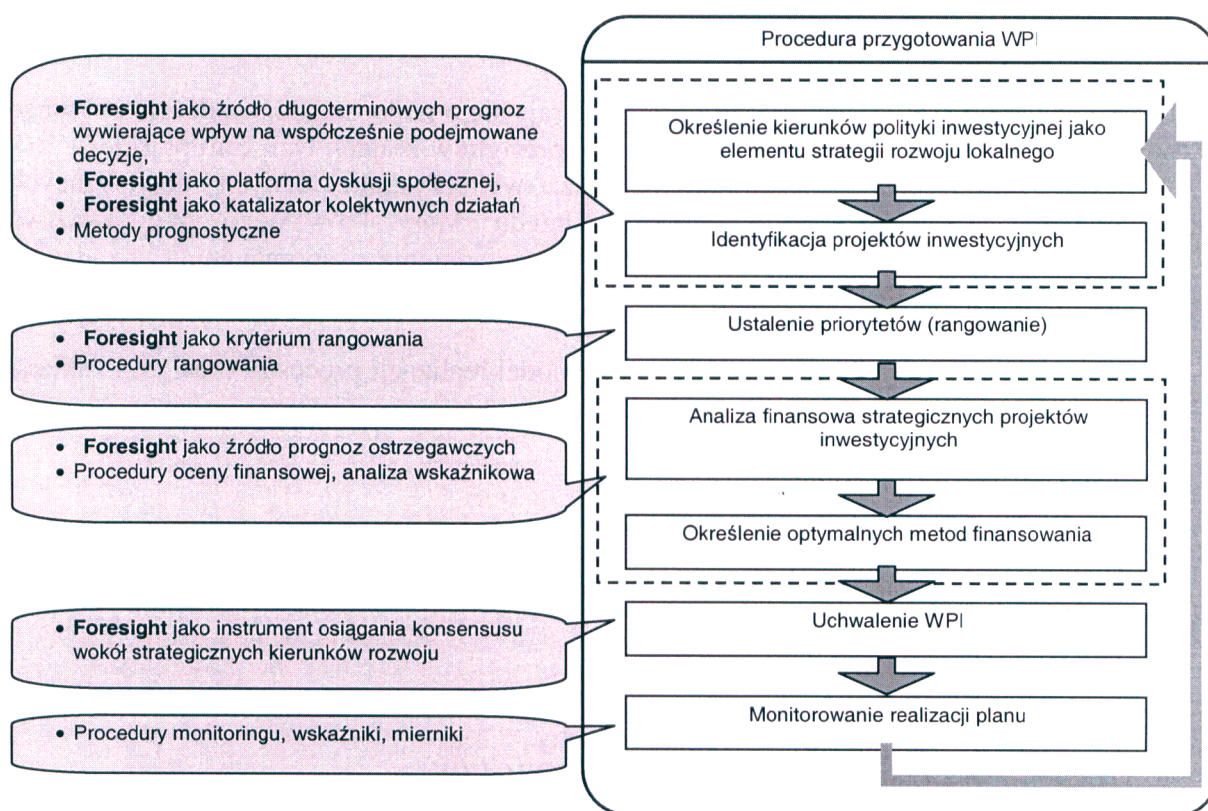 Procedura przygotowania WPI
• Foresight jako źródło długoterminowych prognoz
wywierające wpływ na współcześnie podejmowane
decyzje,
• Foresight jako platforma dyskusji społecznej,
• Foresight jako katalizator kolektywnych działań
• Metody prognostyczne
Określenie kierunków polityki inwestycyjnej jako
elementu strategii rozwoju lokalnego
Identyfikacja projektów inwestycyjnych
• Foresight jako kryterium rangowania
• Procedury rangowania
Ustalenie priorytetów (rangowanie)
• Foresight jako źródło prognoz ostrzegawczych
• Procedury oceny finansowej, analiza wskaźnikowa
Analiza finansowa strategicznych projektów
inwestycyjnych
Określenie optymalnych metod finansowania
• Foresight jako instrument osiągania konsensusu
wokół strategicznych kierunków rozwoju
Uchwalenie WPI
• Procedury monitoringu, wskaźniki, mierniki
Monitorowanie realizacji planu